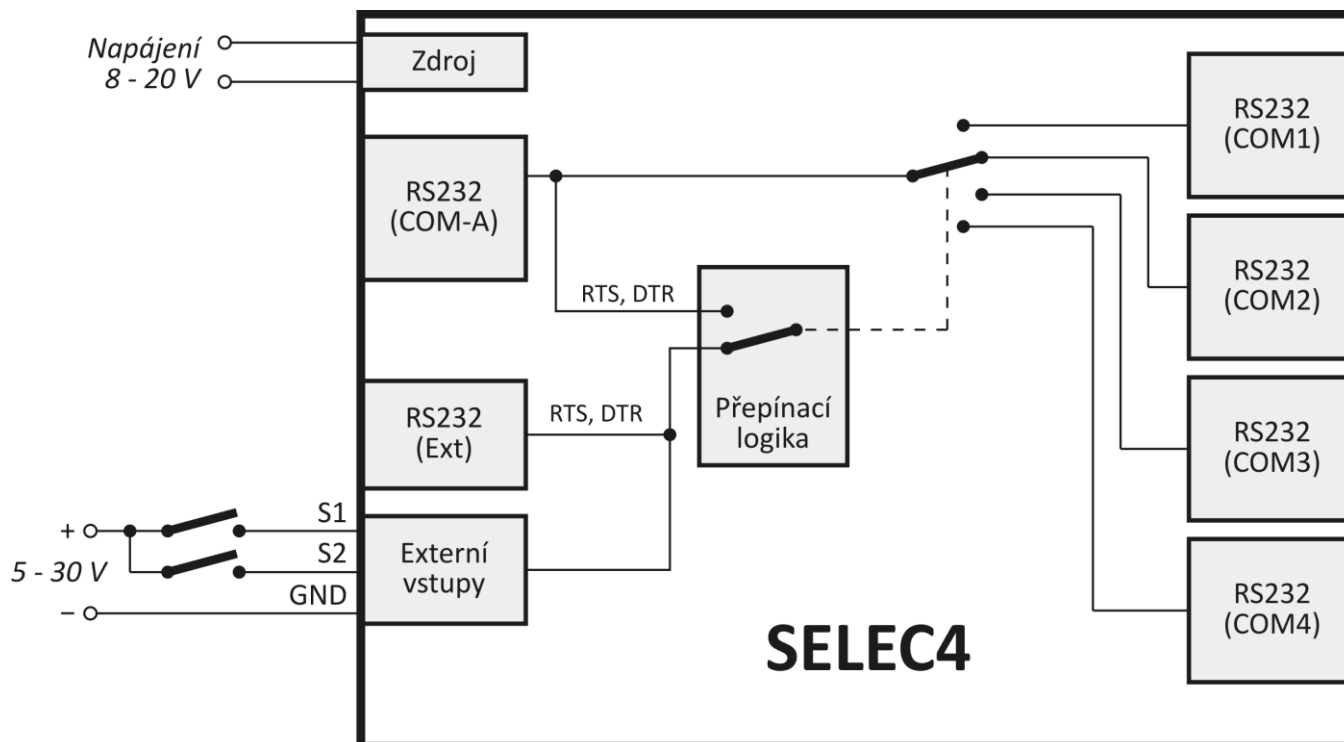 Napájení
8 - 20 V
Zdroj
RS232
(COM-A)
RTS, DTR
RS232
(Ext)
RTS, DTR
Přepínací
logika
+
5 - 30 V
–
S1
S2
GND
Externí
vstupy
RS232
(COM1)
RS232
(COM2)
RS232
(COM3)
RS232
(COM4)
SELEC4